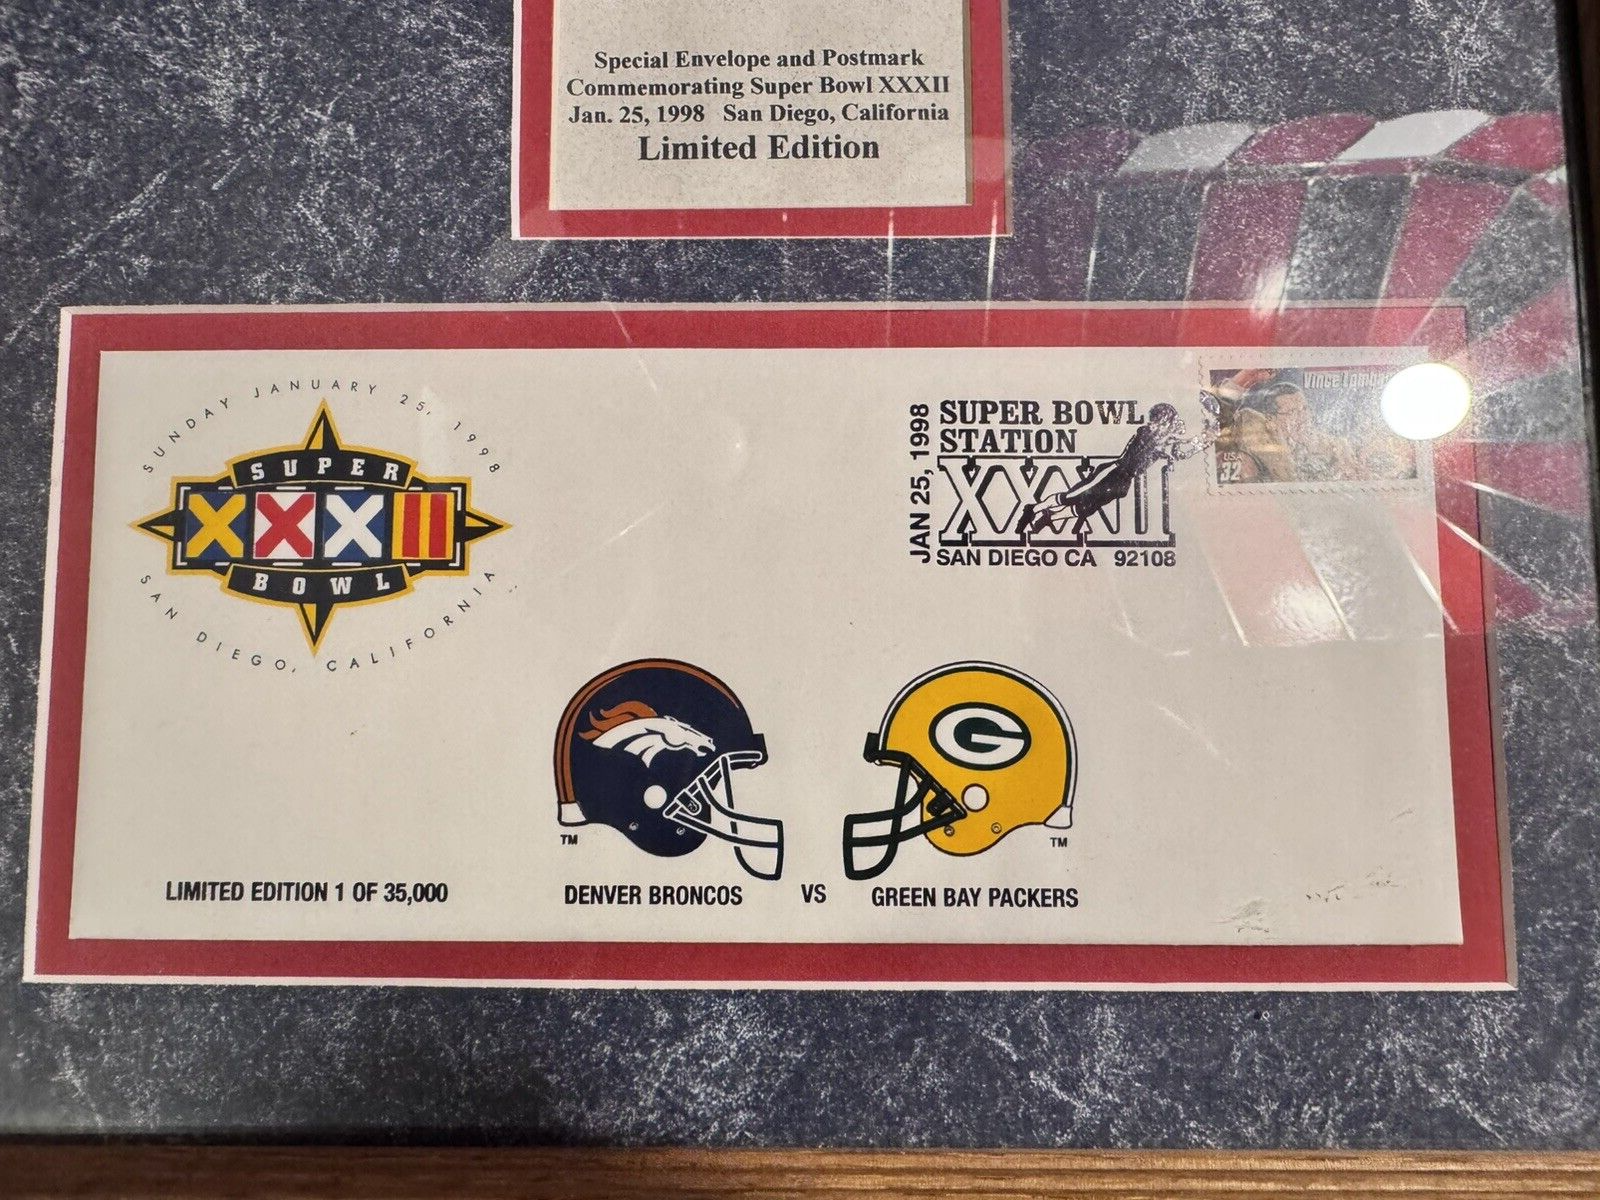 Special Envelope and Postmark
Commemorating Super Bowl XXXII
Jan. 25, 1998 San Diego, California
Limited Edition
SUNDAY JANUARY 25, 1998
SUPER
XXXII
BOWL
SAN DIEGO, CALIFORNIA
JAN 25, 1998
SUPER BOWL
STATION
XXXII
SAN DIEGO CA 92108
Vince
USA
32
G
TM
TM
LIMITED EDITION 1 OF 35,000
DENVER BRONCOS VS GREEN BAY PACKERS